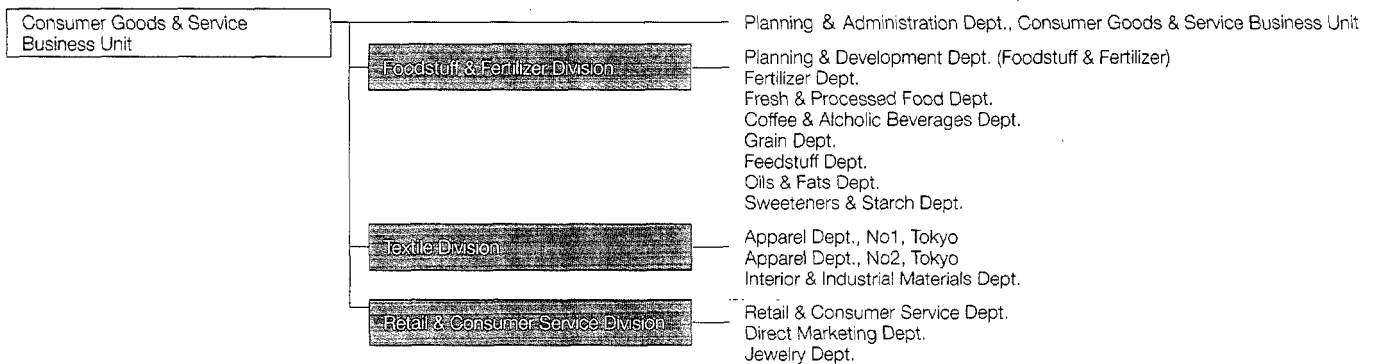 Consumer Goods & Service
Business Unit
Planning & Administration Dept., Consumer Goods & Service Business Unit
Foodstuff & Fertilizer Division
Planning & Development Dept. (Foodstuff & Fertilizer)
Fertilizer Dept.
Fresh & Processed Food Dept.
Coffee & Alcholic Beverages Dept.
Grain Dept.
Feedstuff Dept.
Oils & Fats Dept.
Sweeteners & Starch Dept.
Textile Division
Apparel Dept., No1, Tokyo
Apparel Dept., No2, Tokyo
Interior & Industrial Materials Dept.
Retail & Consumer Service Division
Retail & Consumer Service Dept.
Direct Marketing Dept.
Jewelry Dept.